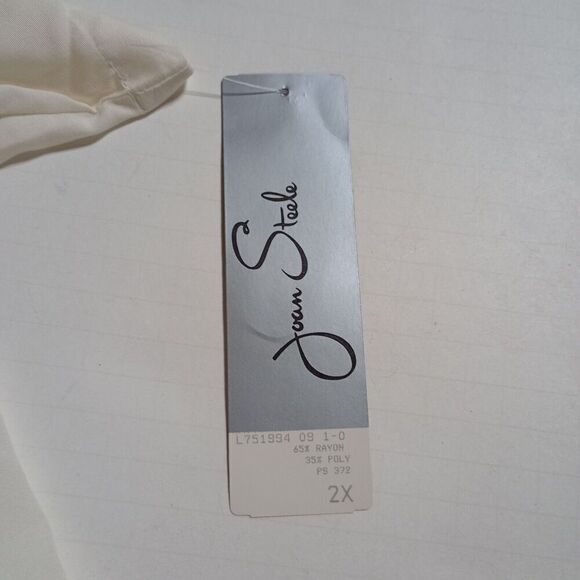 Joan Steele
L751994 09 1-0
65% RAYON
35% POLY
PS 372
2X